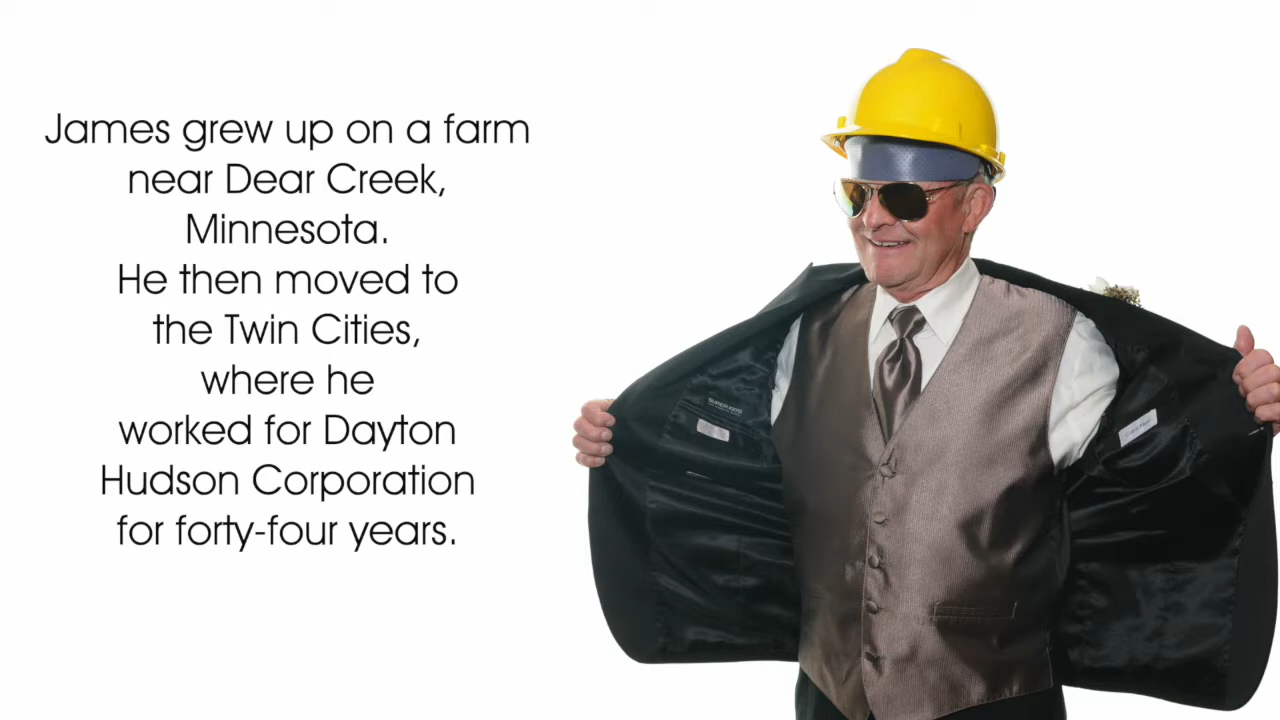 James grew up on a farm
near Dear Creek,
Minnesota.
He then moved to
the Twin Cities,
where he
worked for Dayton
Hudson Corporation
for forty-four years.